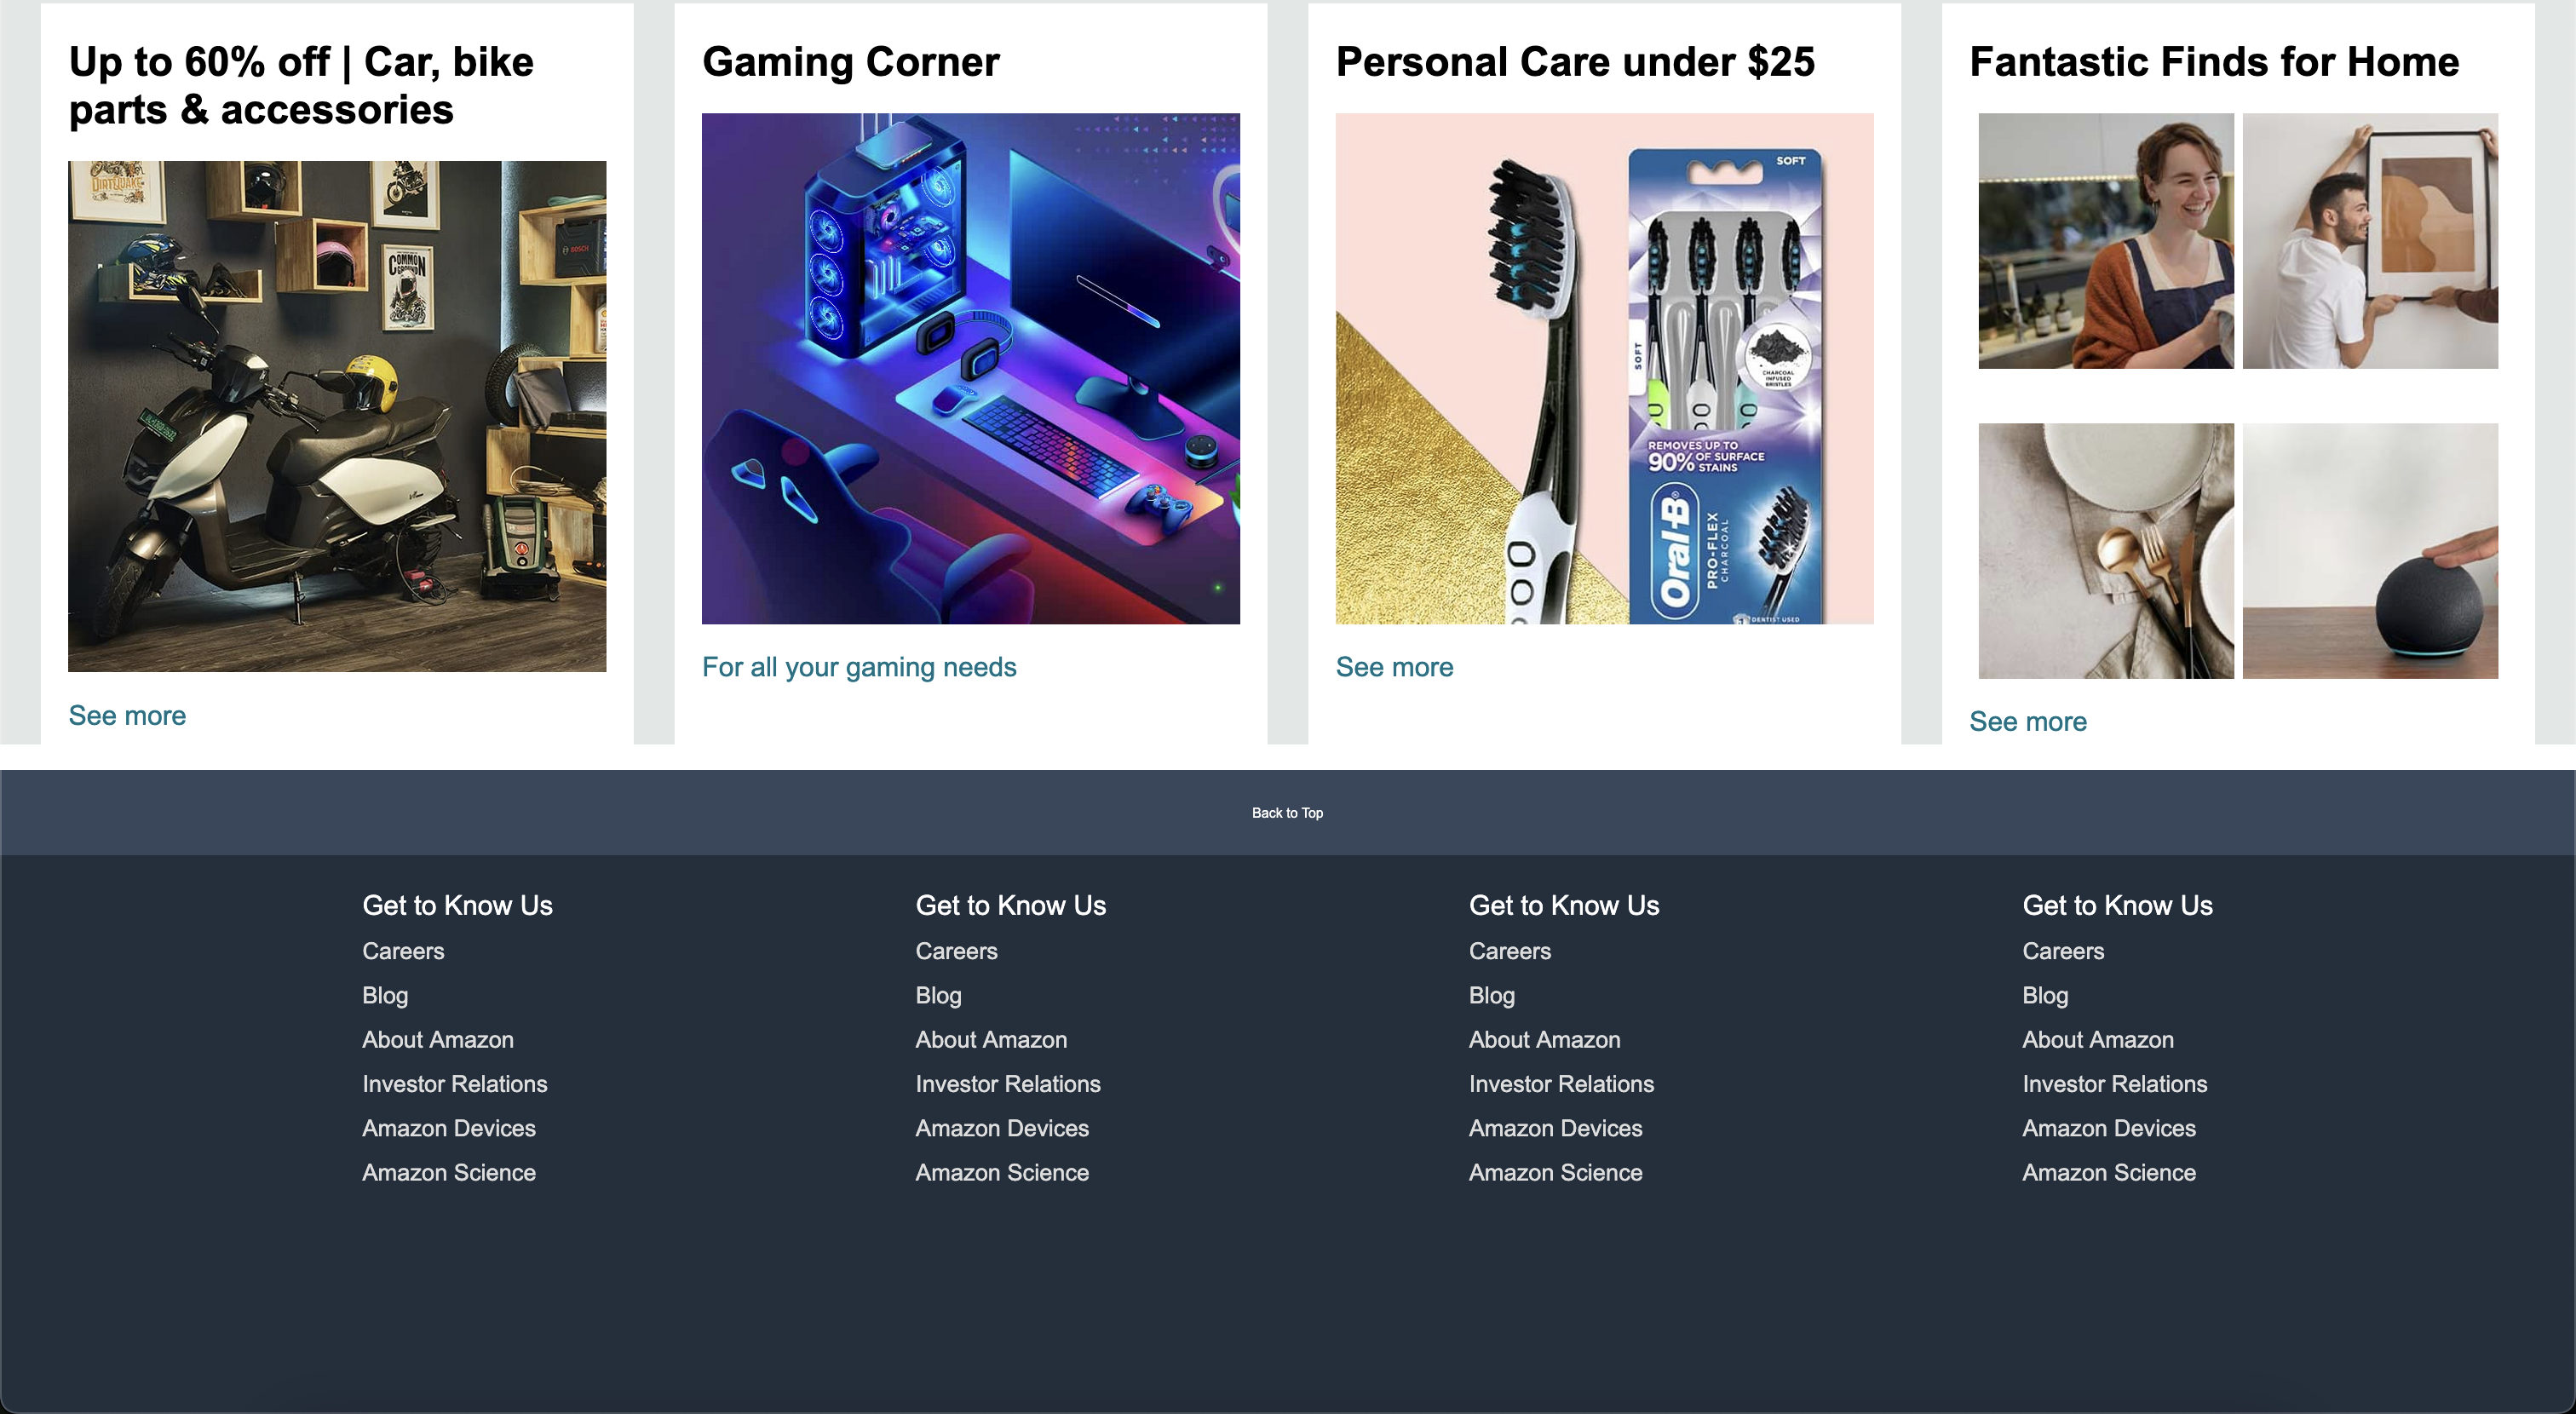 Up to 60% off | Car, bike
parts & accessories
DIRTQUAKE
COMMON
GROUND
BOSCH
See more
Gaming Corner
For all your gaming needs
Personal Care under $25
SOFT
SOFT
CHARCOAL
INFUSED
BRISTLES
REMOVES UP TO
90% OF SURFACE
STAINS
Oral-B
PRO-FLEX
CHARCOAL
DENTIST USED
See more
Fantastic Finds for Home
See more
Back to Top
Get to Know Us
Careers
Blog
About Amazon
Investor Relations
Amazon Devices
Amazon Science
Get to Know Us
Careers
Blog
About Amazon
Investor Relations
Amazon Devices
Amazon Science
Get to Know Us
Careers
Blog
About Amazon
Investor Relations
Amazon Devices
Amazon Science
Get to Know Us
Careers
Blog
About Amazon
Investor Relations
Amazon Devices
Amazon Science